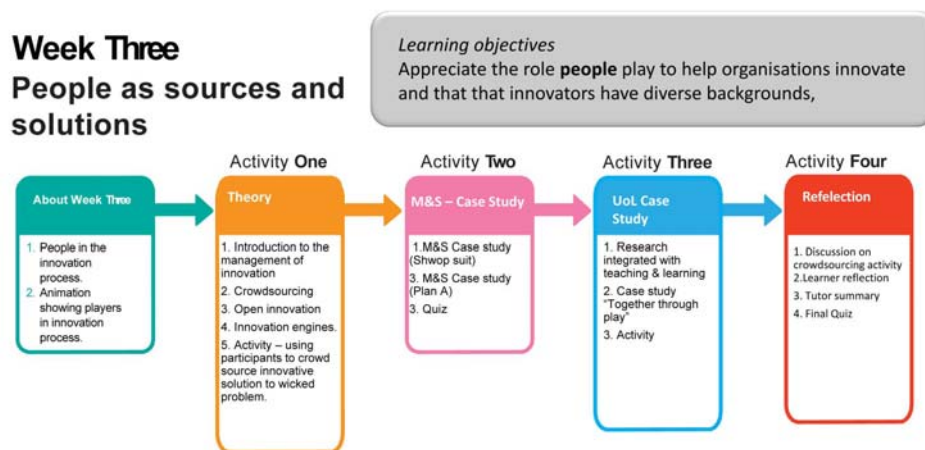 Week Three
People as sources and
solutions
Learning objectives
Appreciate the role people play to help organisations innovate
and that that innovators have diverse backgrounds,
About Week Three
1. People in the
innovation
process.
2. Animation
showing players
in innovation
process.
Activity One
Theory
1. Introduction to the
management of
innovation
2. Crowdsourcing
3. Open innovation
4. Innovation engines.
5. Activity – using
participants to crowd
source innovative
solution to wicked
problem.
Activity Two
M&S – Case Study
1.M&S Case study
(Shwop suit)
3. M&S Case study
(Plan A)
3. Quiz
Activity Three
UoL Case
Study
1. Research
integrated with
teaching & learning
2. Case study
“Together through
play”
3. Activity
Activity Four
Refelection
1. Discussion on
crowdsourcing activity
2.Learner reflection
3. Tutor summary
4. Final Quiz